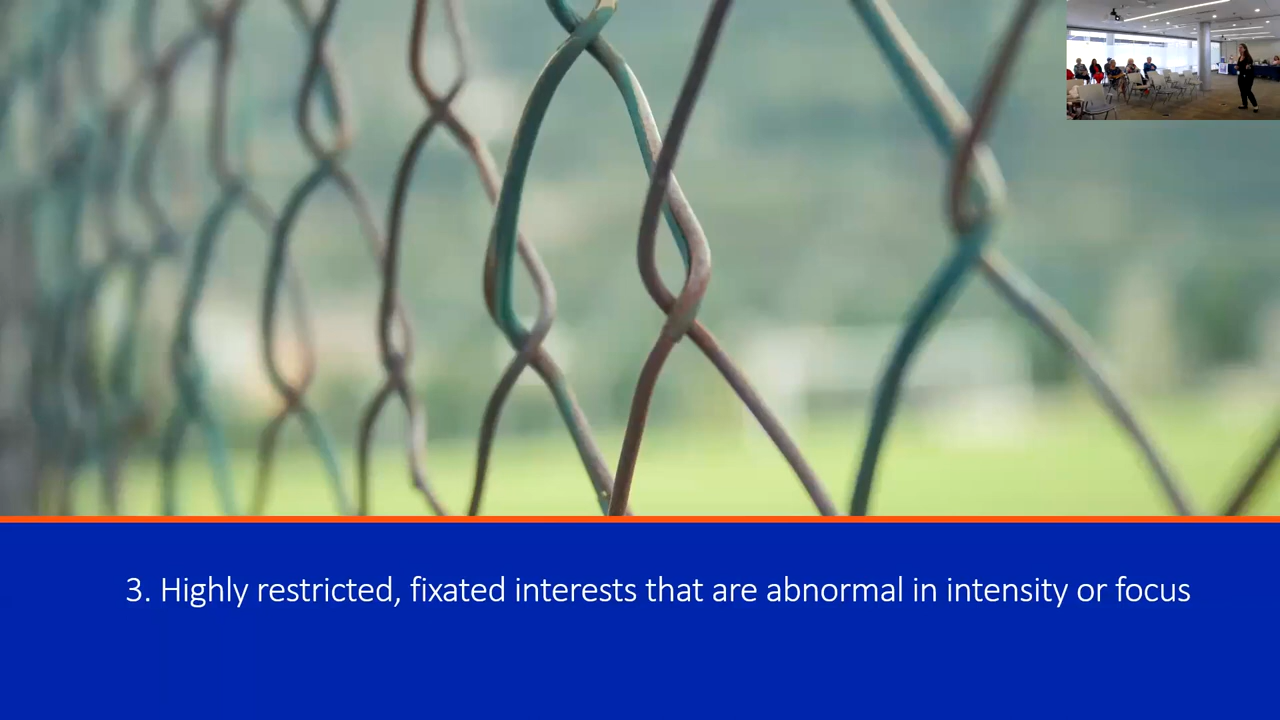 3. Highly restricted, fixated interests that are abnormal in intensity or focus